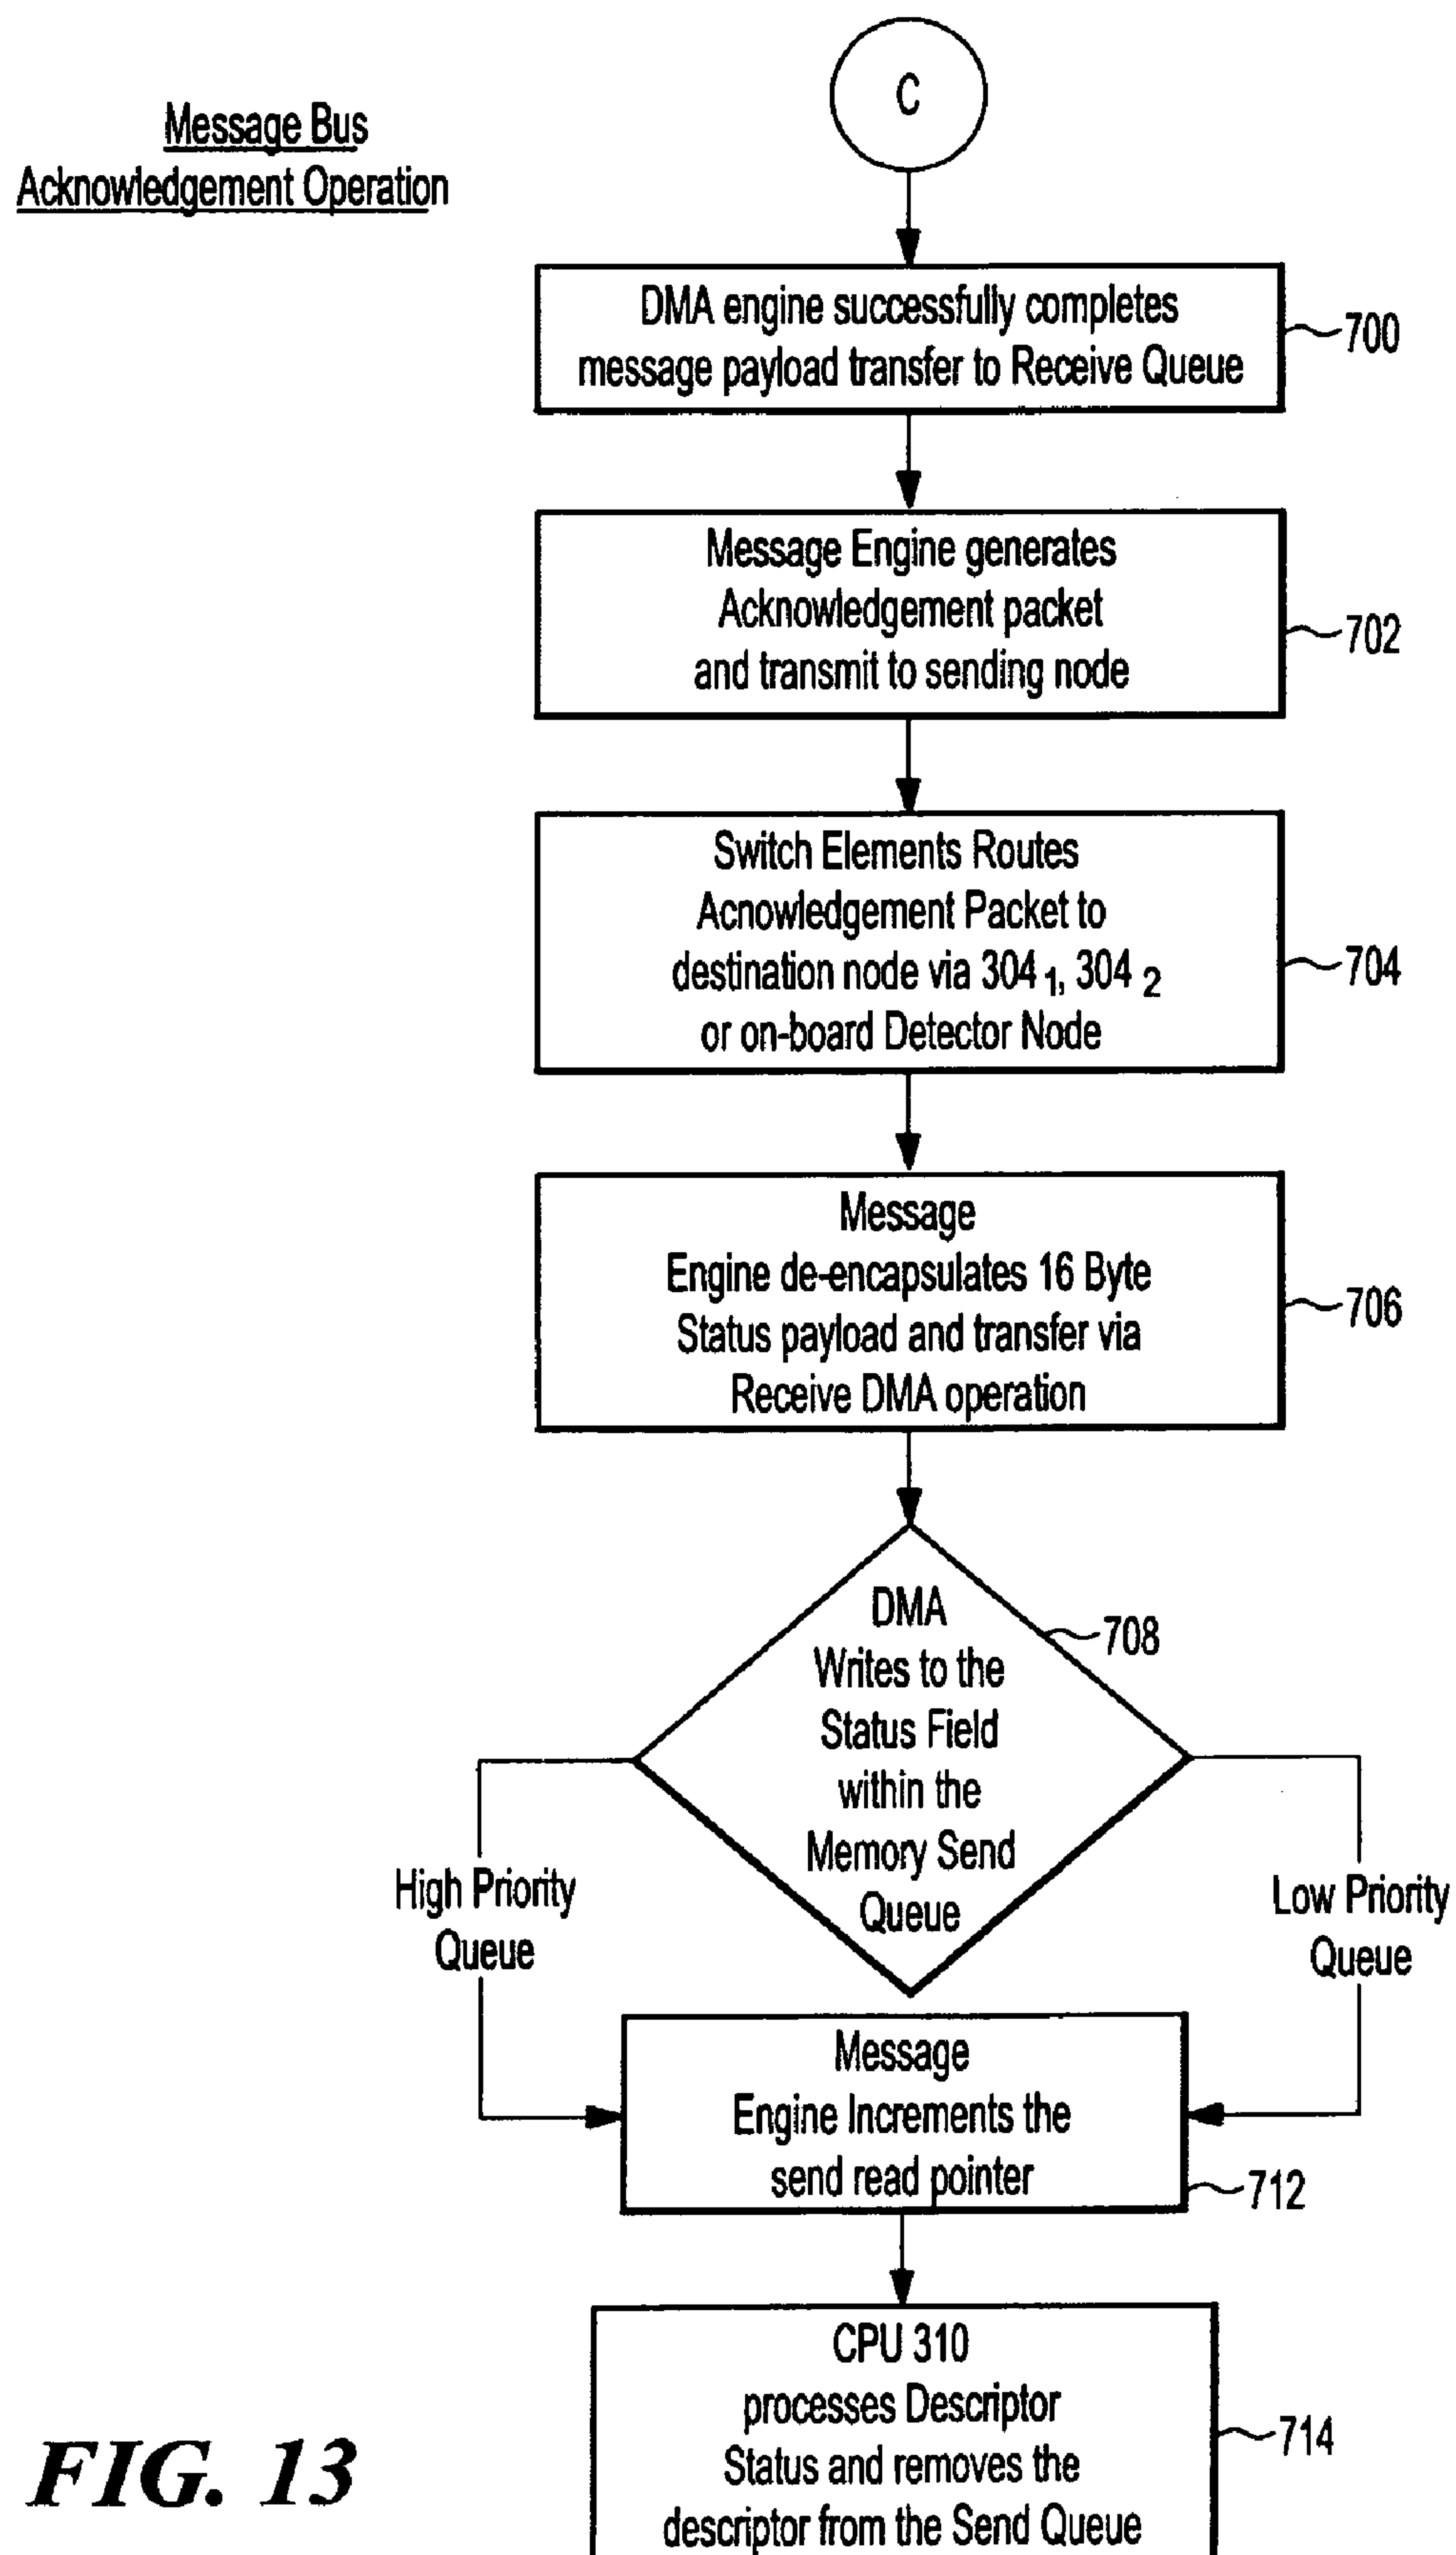 C
Message Bus
Acknowledgement Operation
DMA engine successfully completes
message payload transfer to Receive Queue
700
Message Engine generates
Acknowledgement packet
and transmit to sending node
702
Switch Elements Routes
Acnowledgement Packet to
destination node via 304 1, 304 2
or on-board Detector Node
704
Message
Engine de-encapsulates 16 Byte
Status payload and transfer via
Receive DMA operation
706
DMA
Writes to the
Status Field
within the
Memory Send
Queue
708
High Priority
Queue
Low Priority
Queue
Message
Engine Increments the
send read pointer
712
CPU 310
processes Descriptor
Status and removes the
descriptor from the Send Queue
714
FIG. 13